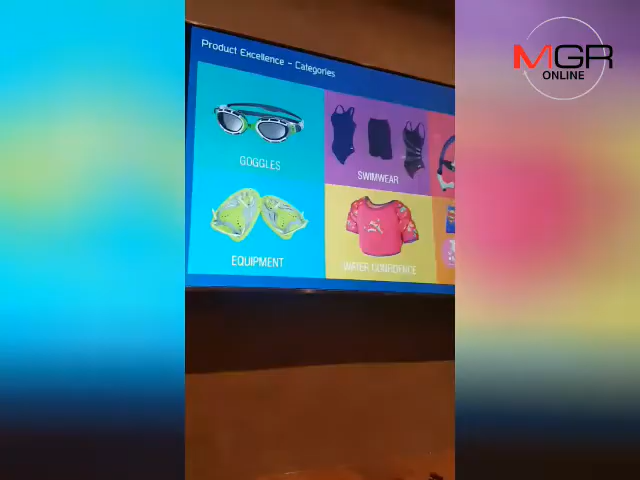 Product Excellence - Categories
GOGGLES
SWIMWEAR
EQUIPMENT
WATER CONFIDENCE
MGR
ONLINE